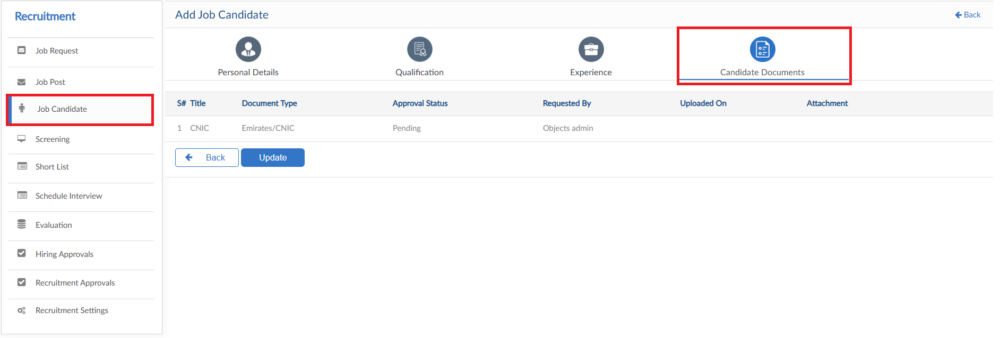 Recruitment
Job Request
Job Post
Job Candidate
Screening
Short List
Schedule Interview
Evaluation
Hiring Approvals
Recruitment Approvals
Recruitment Settings
Add Job Candidate Back
Personal Details Qualification Experience Candidate Documents
S# Title Document Type Approval Status Requested By Uploaded On Attachment
1 CNIC Emirates/CNIC Pending Objects admin
Back Update